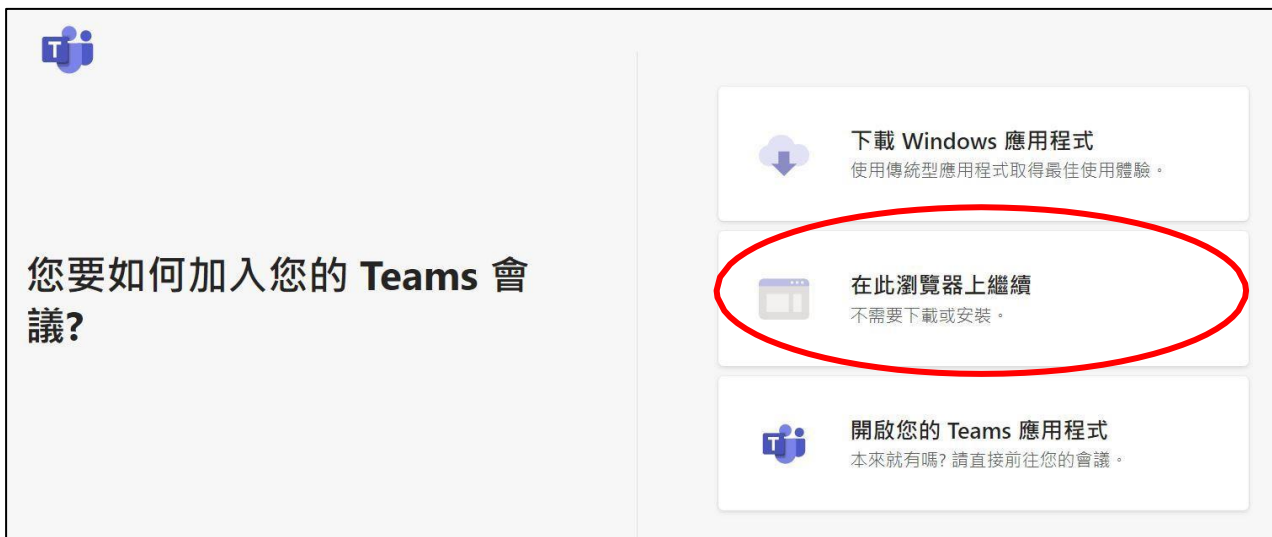 您要如何加入您的 Teams 會
議?
下載 Windows 應用程式
使用傳統型應用程式取得最佳使用體驗。
在此瀏覽器上繼續
不需要下載或安裝。
開啟您的 Teams 應用程式
本來就有嗎? 請直接前往您的會議。